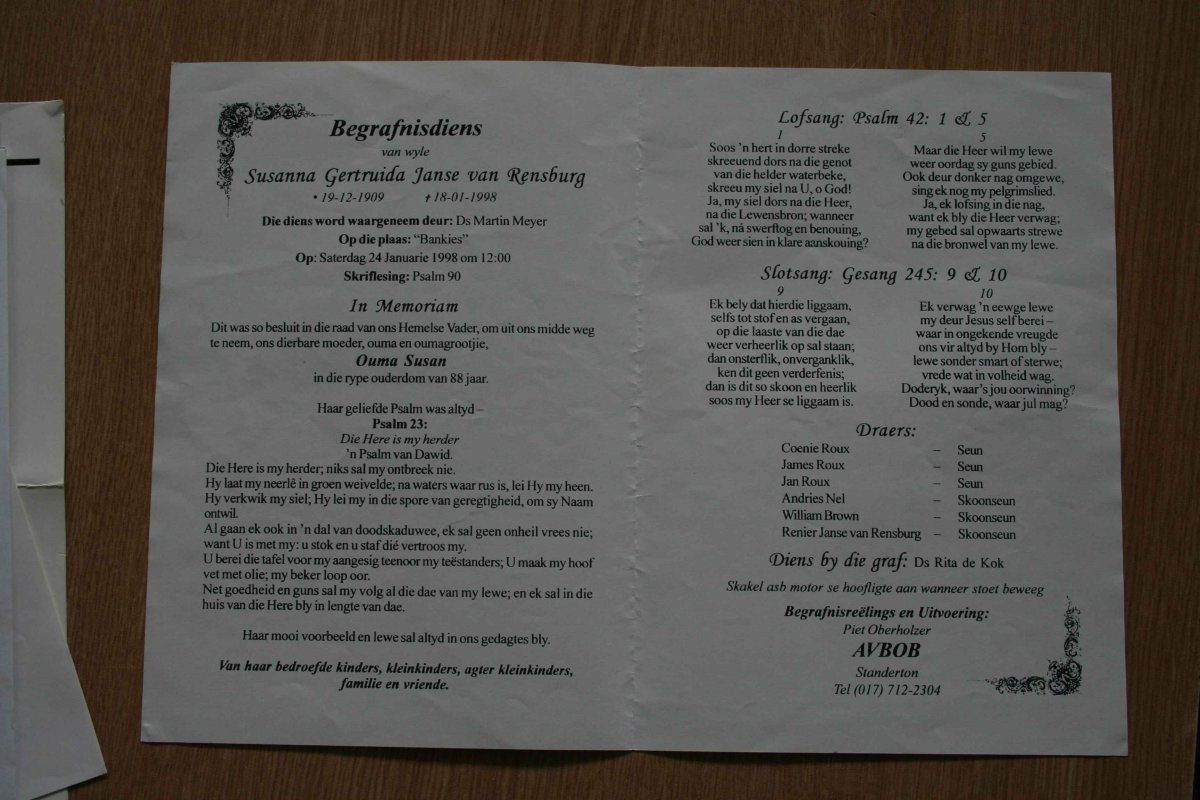 Begrafnisdiens
van wyle
Susanna Gertruida Janse van Rensburg
• 19-12-1909 † 18-01-1998
Die diens word waargeneem deur: Ds Martin Meyer
Op die plaas: “Bankies”
Op: Saterdag 24 Januarie 1998 om 12:00
Skriflesing: Psalm 90
In Memoriam
Dit was so besluit in die raad van ons Hemelse Vader, om uit ons midde weg
te neem, ons dierbare moeder, ouma en oumagrootjie,
Ouma Susan
in die rype ouderdom van 88 jaar.
Haar geliefde Psalm was altyd –
Psalm 23:
Die Here is my herder
’n Psalm van Dawid.
Die Here is my herder; niks sal my ontbreek nie.
Hy laat my neerlê in groen weivelde; na waters waar rus is, lei Hy my heen.
Hy verkwik my siel; Hy lei my in die spore van geregtigheid, om sy Naam
ontwil.
Al gaan ek ook in ’n dal van doodskaduwee, ek sal geen onheil vrees nie;
want U is met my: u stok en u staf dié vertroos my.
U berei die tafel voor my aangesig teenoor my teëstanders; U maak my hoof
vet met olie; my beker loop oor.
Net goedheid en guns sal my volg al die dae van my lewe; en ek sal in die
huis van die Here bly in lengte van dae.
Haar mooi voorbeeld en lewe sal altyd in ons gedagtes bly.
Van haar bedroefde kinders, kleinkinders, agter kleinkinders,
familie en vriende.
Lofsang: Psalm 42: 1 & 5
1
Soos ’n hert in dorre streke
skreeuend dors na die genot
van die helder waterbeke,
skreeu my siel na U, o God!
Ja, my siel dors na die Heer,
na die Lewensbron; wanneer
sal ’k, ná swerftog en benouing,
God weer sien in klare aanskouing?
5
Maar die Heer wil my lewe
weer oordag sy guns gebied.
Ook deur donker nag omgewe,
sing ek nog my pelgrimslied.
Ja, ek lofsing in die nag,
want ek bly die Heer verwag;
my gebed sal opwaarts strewe
na die bronwel van my lewe.
Slotsang: Gesang 245: 9 & 10
9
Ek bely dat hierdie liggaam,
selfs tot stof en as vergaan,
op die laaste van die dae
weer verheerlik op sal staan;
dan onsterflik, onverganklik,
ken dit geen verderfenis;
dan is dit so skoon en heerlik
soos my Heer se liggaam is.
10
Ek verwag ’n eewge lewe
my deur Jesus self berei –
waar in ongekende vreugde
ons vir altyd by Hom bly –
lewe sonder smart of sterwe;
vrede wat in volheid wag.
Doderyk, waar’s jou oorwinning?
Dood en sonde, waar jul mag?
Draers:
Coenie Roux – Seun
James Roux – Seun
Jan Roux – Seun
Andries Nel – Skoonseun
William Brown – Skoonseun
Renier Janse van Rensburg – Skoonseun
Diens by die graf: Ds Rita de Kok
Skakel asb motor se hoofligte aan wanneer stoet beweeg
Begrafnisreëlings en Uitvoering:
Piet Oberholzer
AVBOB
Standerton
Tel (017) 712-2304